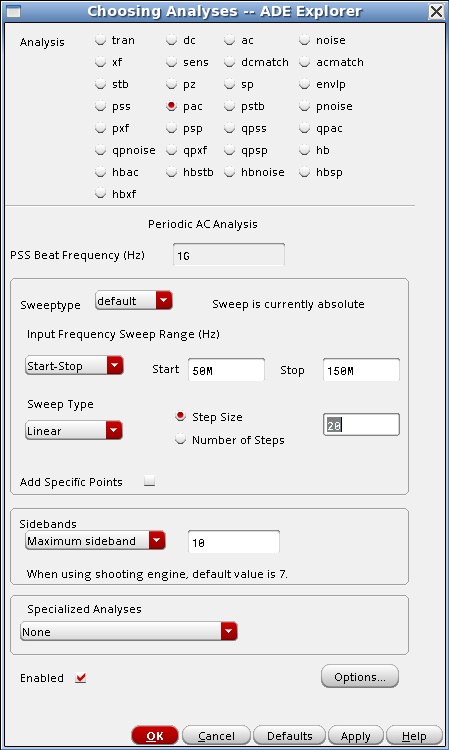 Choosing Analyses -- ADE Explorer
Analysis
tran dc ac noise
xf sens dcmatch acmatch
stb pz sp envlp
pss pac pstb pnoise
pxf psp qpss qpac
qpnoise qpxf qpsp hb
hbac hbstb hbnoise hbsp
hbxf
Periodic AC Analysis
PSS Beat Frequency (Hz) 1G
Sweeptype default Sweep is currently absolute
Input Frequency Sweep Range (Hz)
Start-Stop Start 50M Stop 150M
Sweep Type
Linear
Step Size 20
Number of Steps
Add Specific Points
Sidebands
Maximum sideband 10
When using shooting engine, default value is 7.
Specialized Analyses
None
Enabled
Options...
OK Cancel Defaults Apply Help